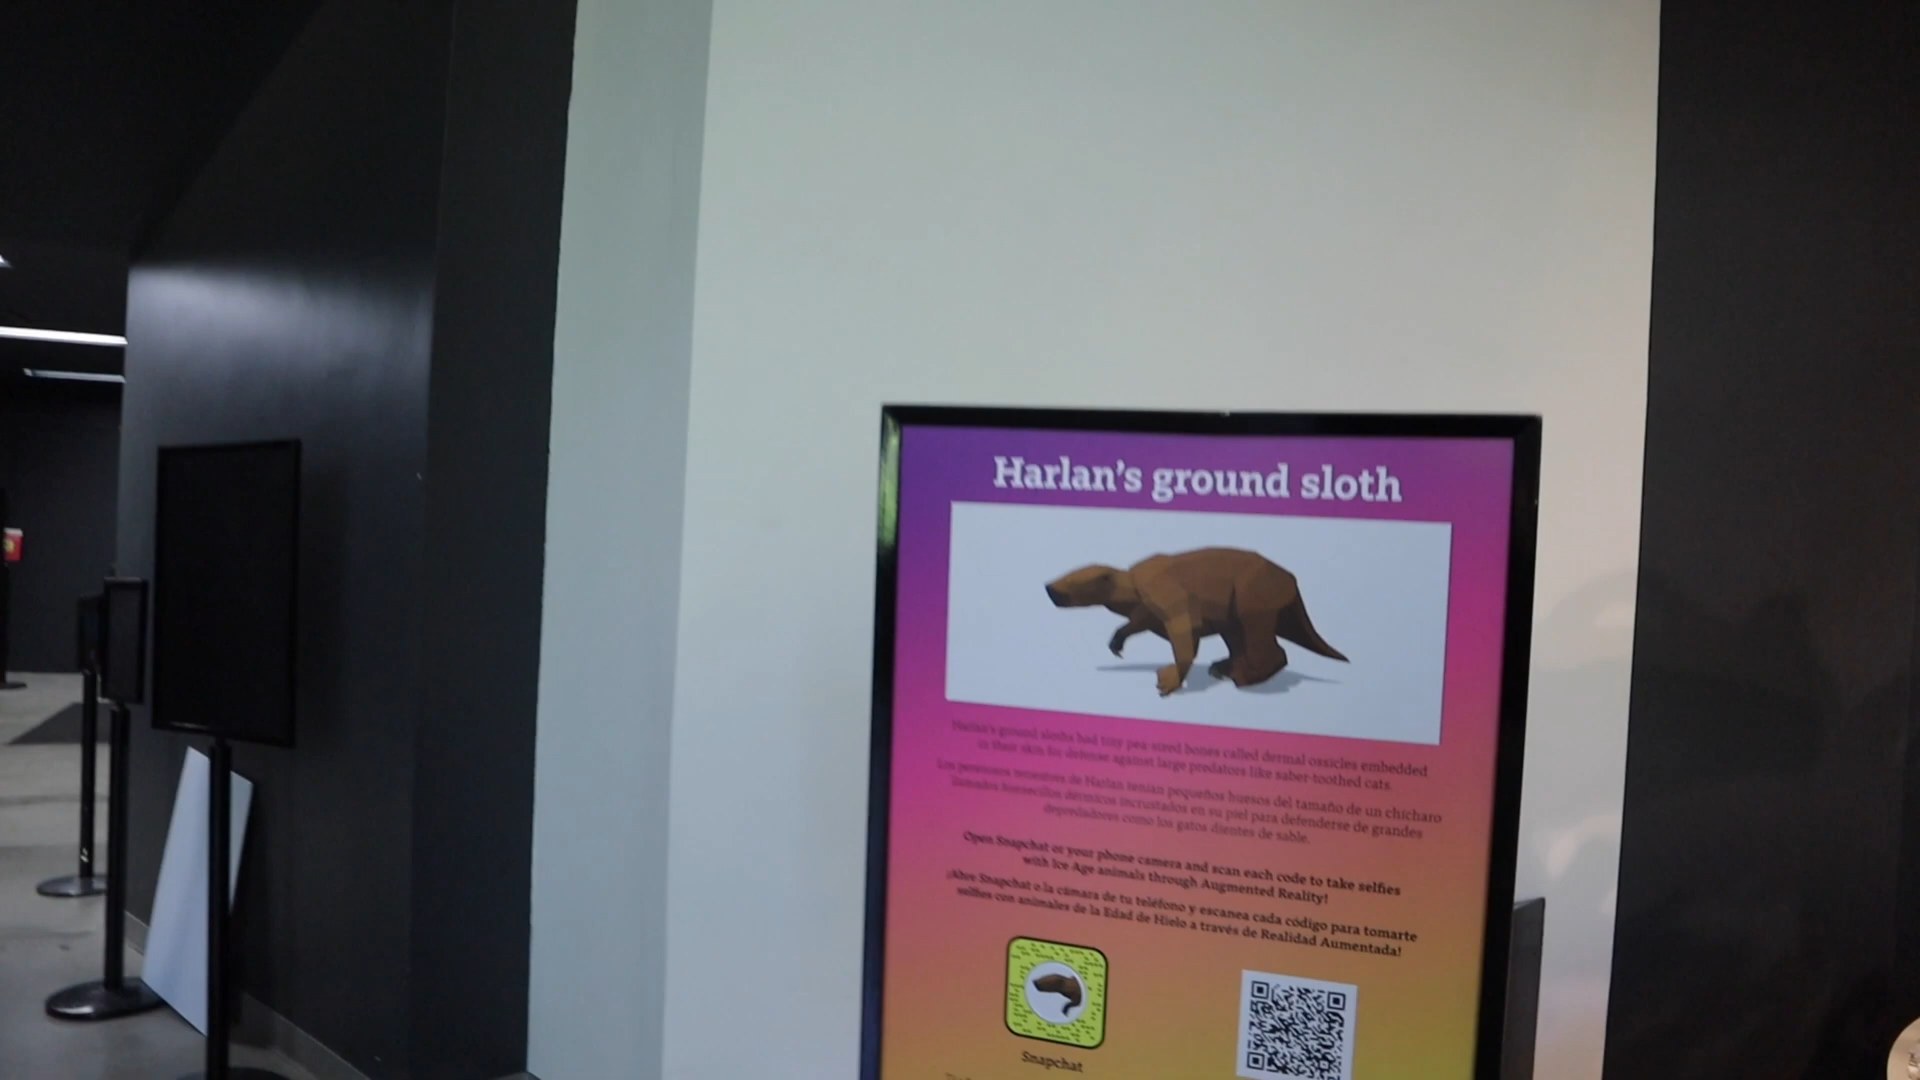 Harlan's ground sloth
Harlan's ground sloths had tiny pea-sized bones called dermal ossicles embedded
in their skin for defense against large predators like saber-toothed cats.
Los perezosos terrestres de Harlan tenían pequeños huesos del tamaño de un chícharo
llamados huesecillos dérmicos incrustados en su piel para defenderse de grandes
depredadores como los gatos dientes de sable.
Open Snapchat or your phone camera and scan each code to take selfies
with Ice Age animals through Augmented Reality!
¡Abre Snapchat o la cámara de tu teléfono y escanea cada código para tomarte
selfies con animales de la Edad de Hielo a través de Realidad Aumentada!
Snapchat